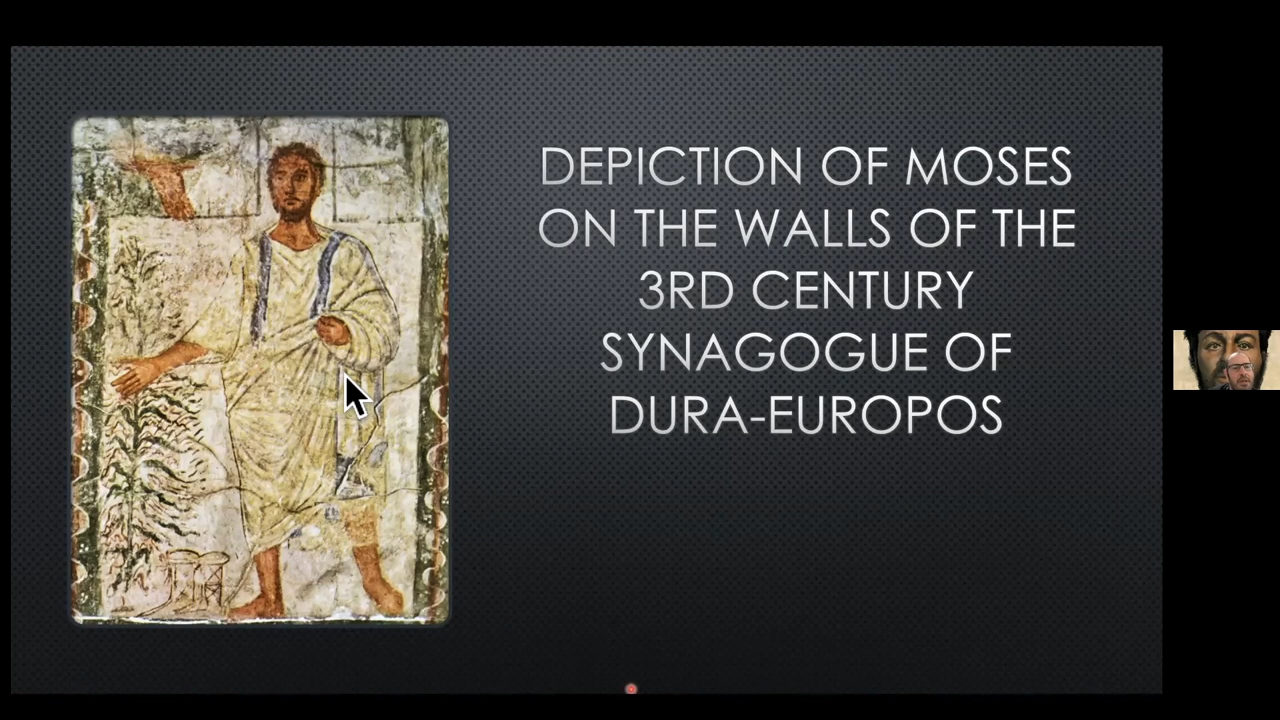 DEPICTION OF MOSES
ON THE WALLS OF THE
3RD CENTURY
SYNAGOGUE OF
DURA-EUROPOS